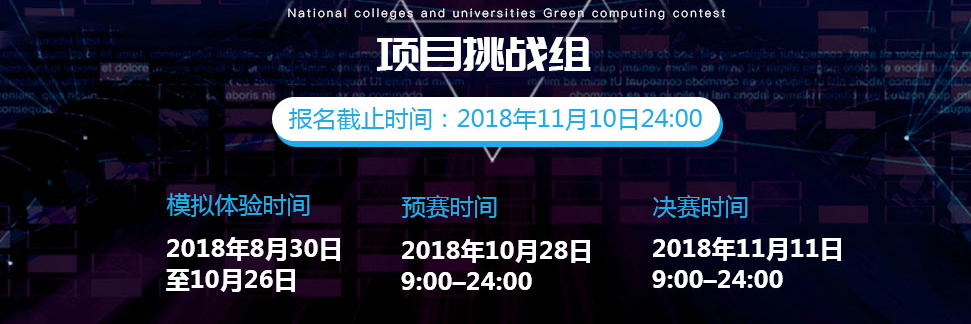 National colleges and universities Green computing contest
项目挑战组
报名截止时间：2018年11月10日24:00
模拟体验时间
2018年8月30日
至10月26日
预赛时间
2018年10月28日
9:00–24:00
决赛时间
2018年11月11日
9:00–24:00